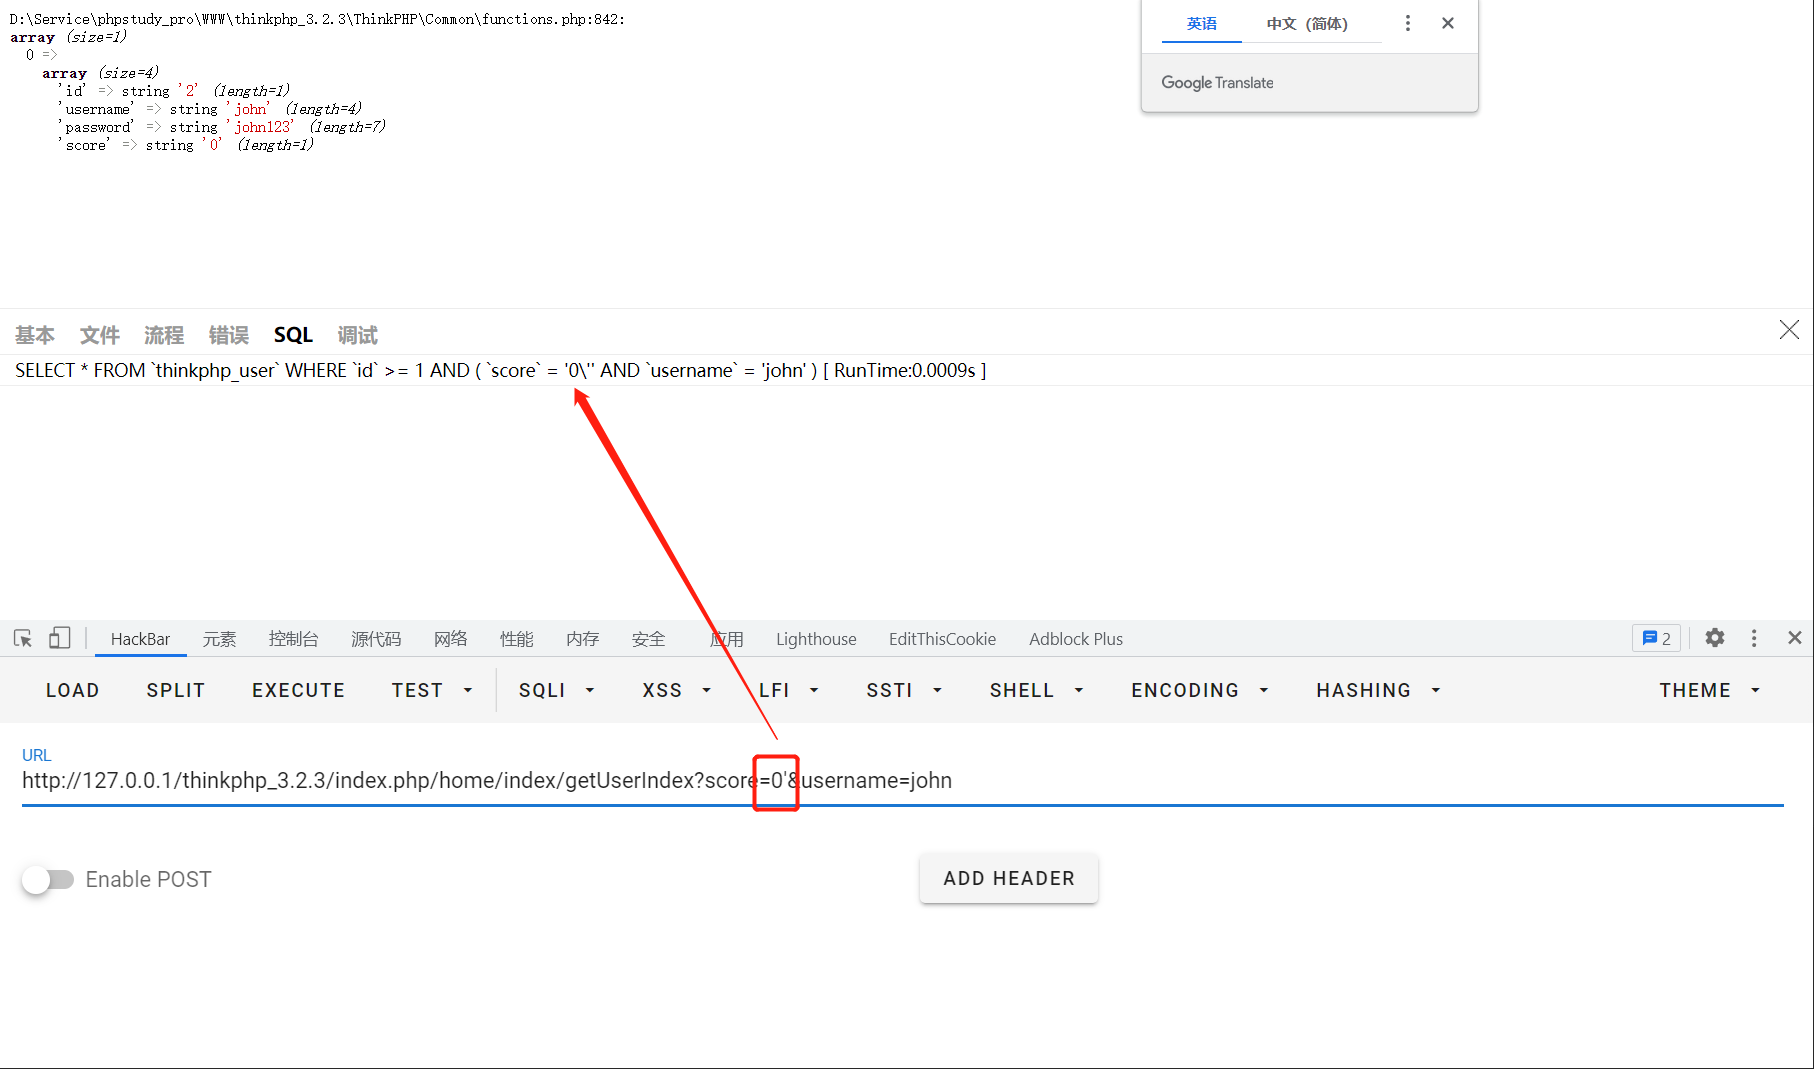 D:\Service\phpstudy_pro\WWW\thinkphp_3.2.3\ThinkPHP\Common\functions.php:842:
array (size=1)
0 =>
array (size=4)
'id' => string '2' (length=1)
'username' => string 'john' (length=4)
'password' => string 'john123' (length=7)
'score' => string '0' (length=1)
英语 中文（简体）
Google Translate
基本 文件 流程 错误 SQL 调试
SELECT * FROM `thinkphp_user` WHERE `id` >= 1 AND ( `score` = '0\'' AND `username` = 'john' ) [ RunTime:0.0009s ]
HackBar 元素 控制台 源代码 网络 性能 内存 安全 应用 Lighthouse EditThisCookie Adblock Plus 2
LOAD SPLIT EXECUTE TEST SQLI XSS LFI SSTI SHELL ENCODING HASHING THEME
URL
http://127.0.0.1/thinkphp_3.2.3/index.php/home/index/getUserIndex?score=0'&username=john
Enable POST ADD HEADER